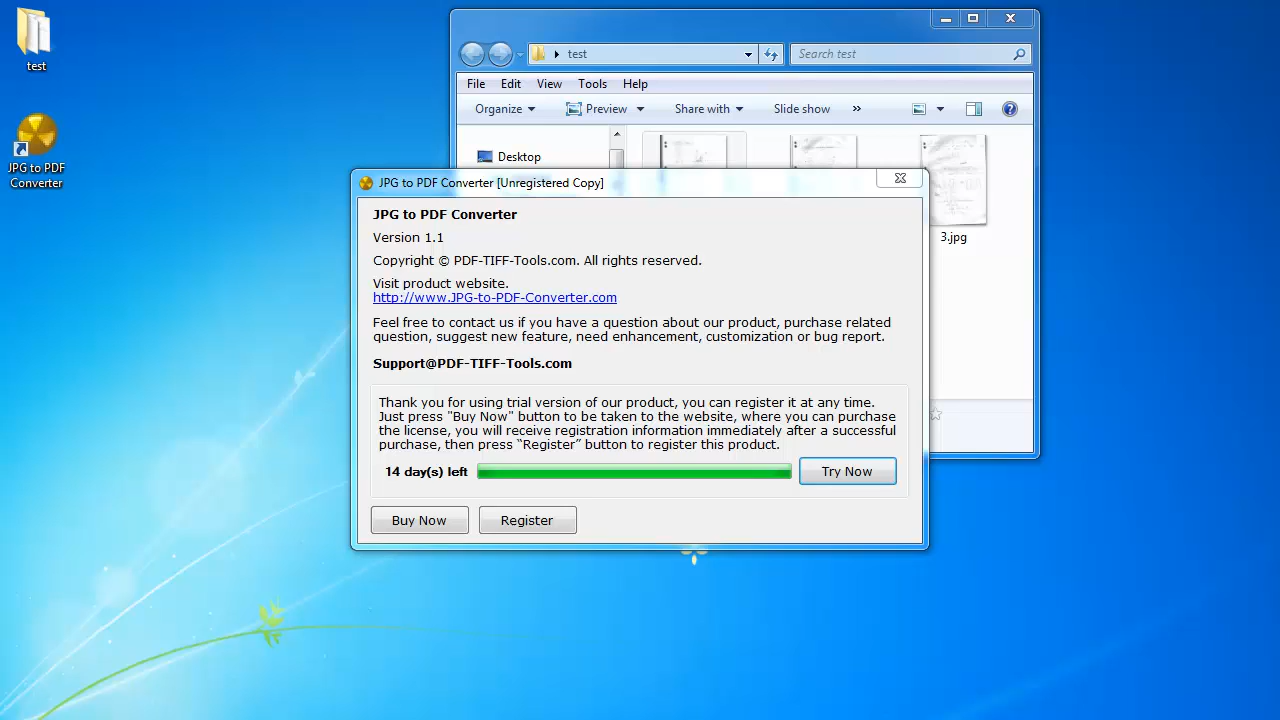 test
JPG to PDF
Converter
test
Search test
File Edit View Tools Help
Organize Preview Share with Slide show »
Desktop
3.jpg
JPG to PDF Converter [Unregistered Copy]
JPG to PDF Converter
Version 1.1
Copyright © PDF-TIFF-Tools.com. All rights reserved.
Visit product website.
http://www.JPG-to-PDF-Converter.com
Feel free to contact us if you have a question about our product, purchase related
question, suggest new feature, need enhancement, customization or bug report.
Support@PDF-TIFF-Tools.com
Thank you for using trial version of our product, you can register it at any time.
Just press "Buy Now" button to be taken to the website, where you can purchase
the license, you will receive registration information immediately after a successful
purchase, then press “Register” button to register this product.
14 day(s) left Try Now
Buy Now Register